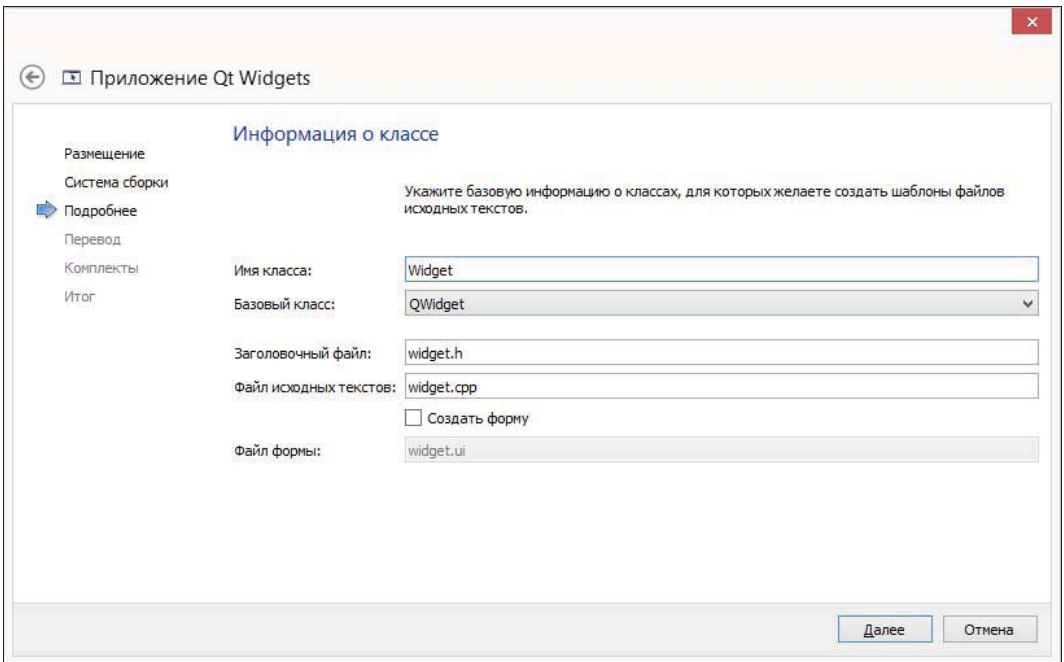 Приложение Qt Widgets
Информация о классе
Размещение
Система сборки
Подробнее
Перевод
Комплекты
Итог
Укажите базовую информацию о классах, для которых желаете создать шаблоны файлов
исходных текстов.
Имя класса: Widget
Базовый класс: QWidget
Заголовочный файл: widget.h
Файл исходных текстов: widget.cpp
Создать форму
Файл формы: widget.ui
Далее Отмена